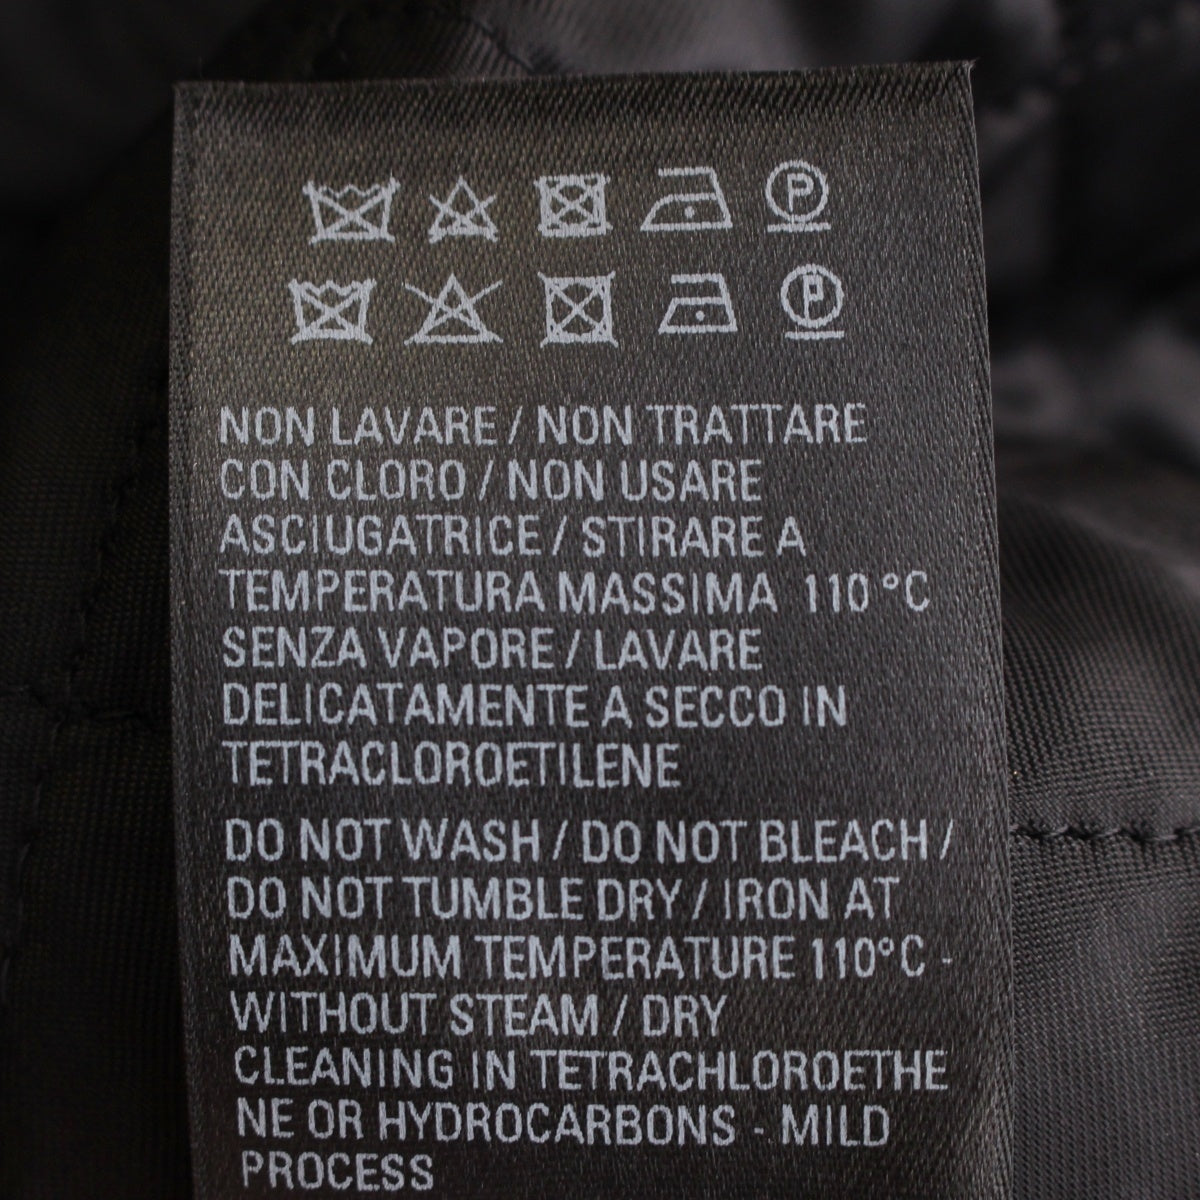 P
P
NON LAVARE / NON TRATTARE
CON CLORO / NON USARE
ASCIUGATRICE / STIRARE A
TEMPERATURA MASSIMA 110 °C
SENZA VAPORE / LAVARE
DELICATAMENTE A SECCO IN
TETRACLOROETILENE
DO NOT WASH / DO NOT BLEACH /
DO NOT TUMBLE DRY / IRON AT
MAXIMUM TEMPERATURE 110°C -
WITHOUT STEAM / DRY
CLEANING IN TETRACHLOROETHE
NE OR HYDROCARBONS - MILD
PROCESS